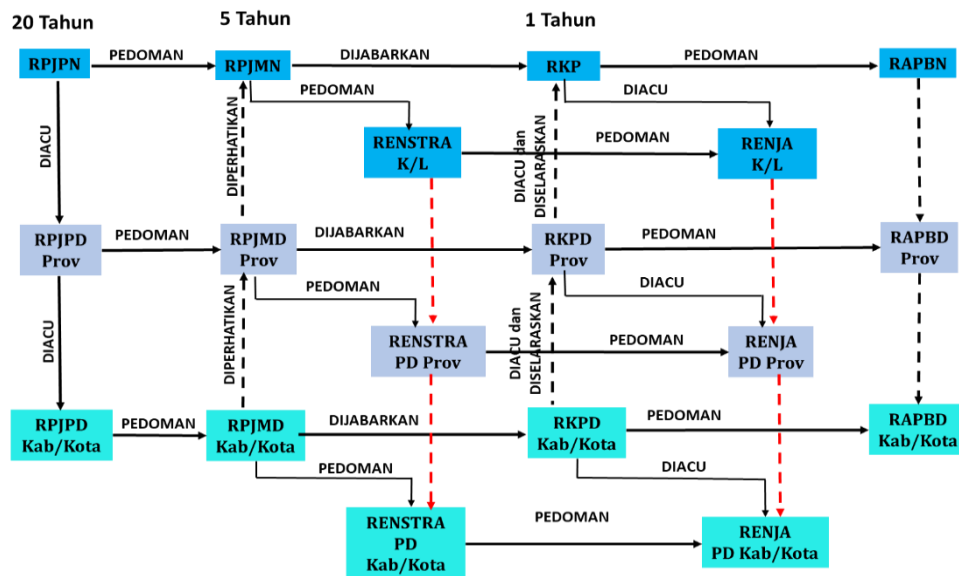 20 Tahun
5 Tahun
1 Tahun
RPJPN
PEDOMAN
RPJMN
DIJABARKAN
RKP
PEDOMAN
RAPBN
PEDOMAN
DIACU
DIACU
DIPERHATIKAN
RENSTRA
K/L
PEDOMAN
DIACU dan
DISELARASKAN
RENJA
K/L
RPJPD
Prov
PEDOMAN
RPJMD
Prov
DIJABARKAN
RKPD
Prov
PEDOMAN
RAPBD
Prov
PEDOMAN
DIACU
DIACU
DIPERHATIKAN
RENSTRA
PD Prov
PEDOMAN
DIACU dan
DISELARASKAN
RENJA
PD Prov
RPJPD
Kab/Kota
PEDOMAN
RPJMD
Kab/Kota
DIJABARKAN
RKPD
Kab/Kota
PEDOMAN
RAPBD
Kab/Kota
PEDOMAN
DIACU
RENSTRA
PD
Kab/Kota
PEDOMAN
RENJA
PD Kab/Kota